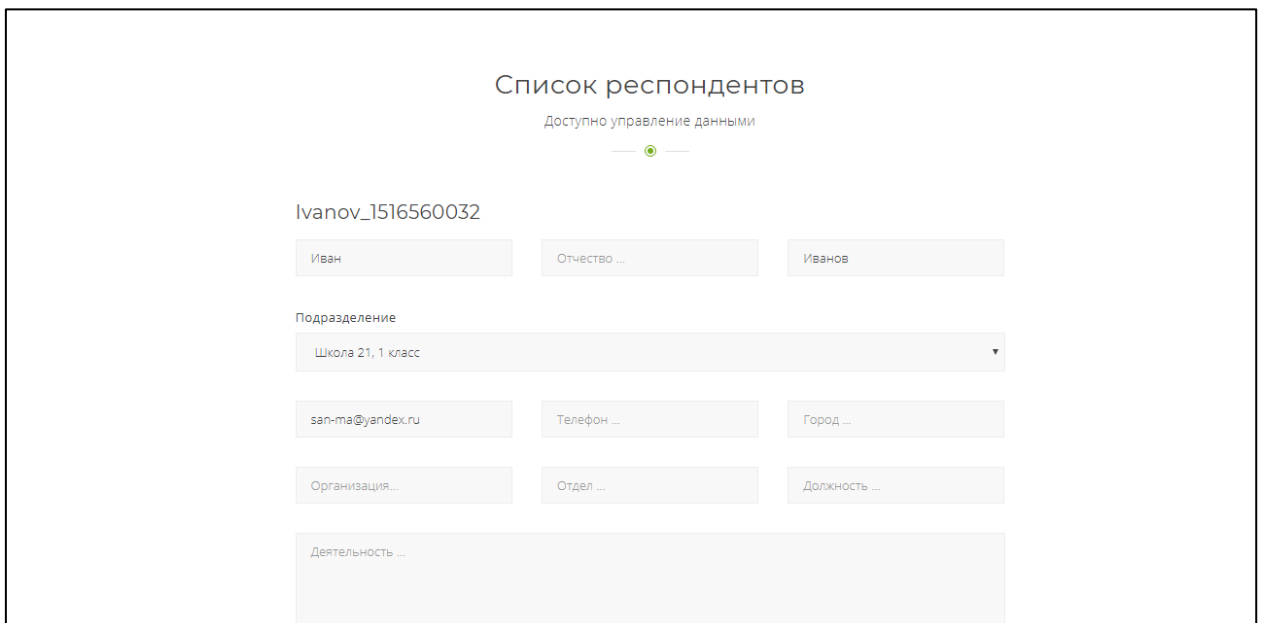 Список респондентов
Доступно управление данными
Ivanov_1516560032
Иван Отчество ... Иванов
Подразделение
Школа 21, 1 класс
san-ma@yandex.ru Телефон ... Город ...
Организация... Отдел ... Должность ...
Деятельность ...